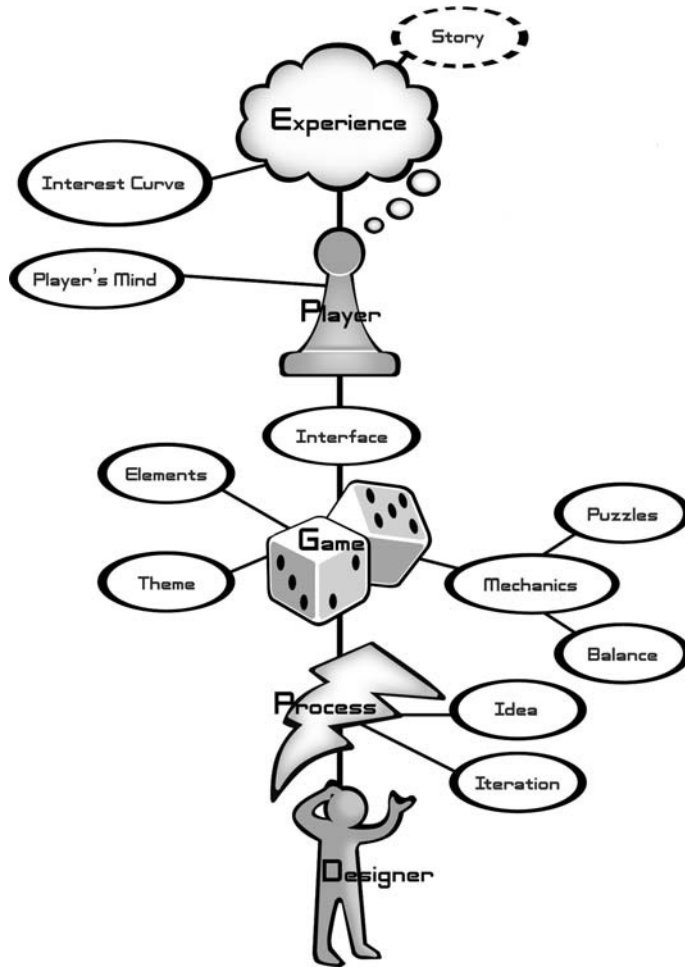 Story
Experience
Interest Curve
Player's Mind
Player
Interface
Elements
Puzzles
Game
Theme
Mechanics
Balance
Process
Idea
Iteration
Designer